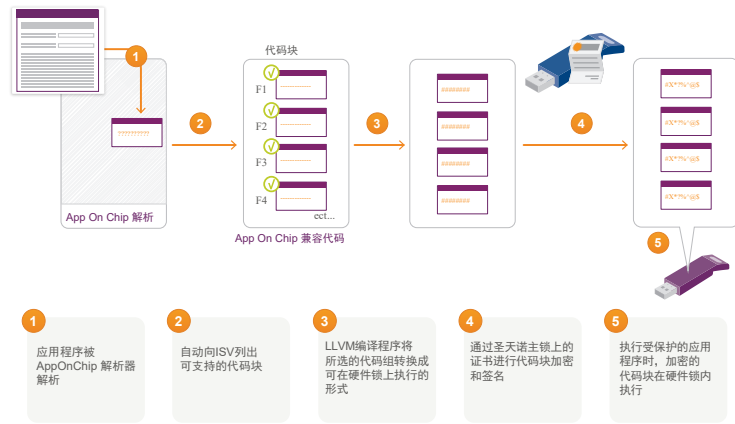 代码块
1
F1
----------
??????????
F2
----------
2
3
########
########
F3
----------
########
F4
----------
########
ect...
4
#X*?%^@$
#X*?%^@$
#X*?%^@$
#X*?%^@$
App On Chip 解析
App On Chip 兼容代码
5
1
应用程序被
AppOnChip 解析器
解析
2
自动向ISV列出
可支持的代码块
3
LLVM编译程序将
所选的代码组转换成
可在硬件锁上执行的
形式
4
通过圣天诺主锁上的
证书进行代码块加密
和签名
5
执行受保护的应用
程序时，加密的
代码块在硬件锁内
执行